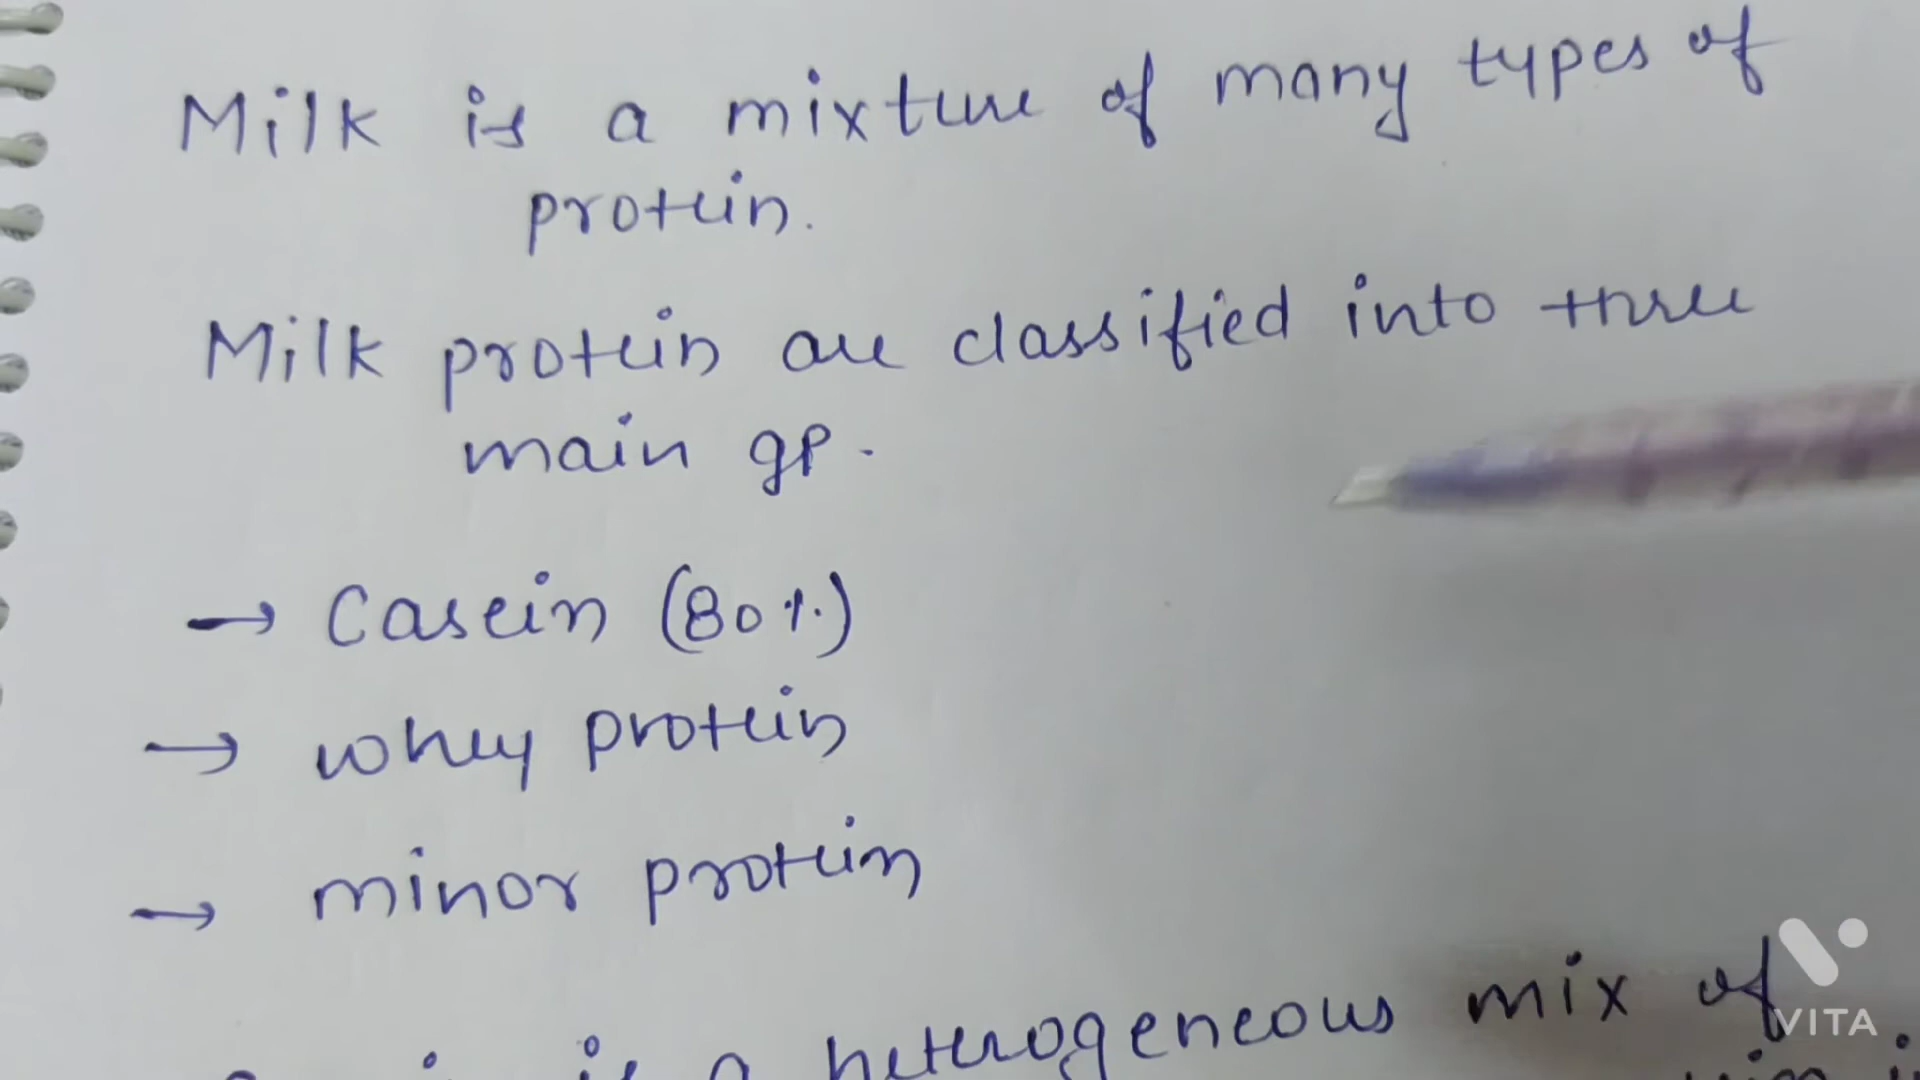 Milk is a mixture of many types of
protein.
Milk protein are classified into three
main gp.
→ Casein (80%)
→ whey protein
→ minor protein
is a heterogeneous mix of
VITA